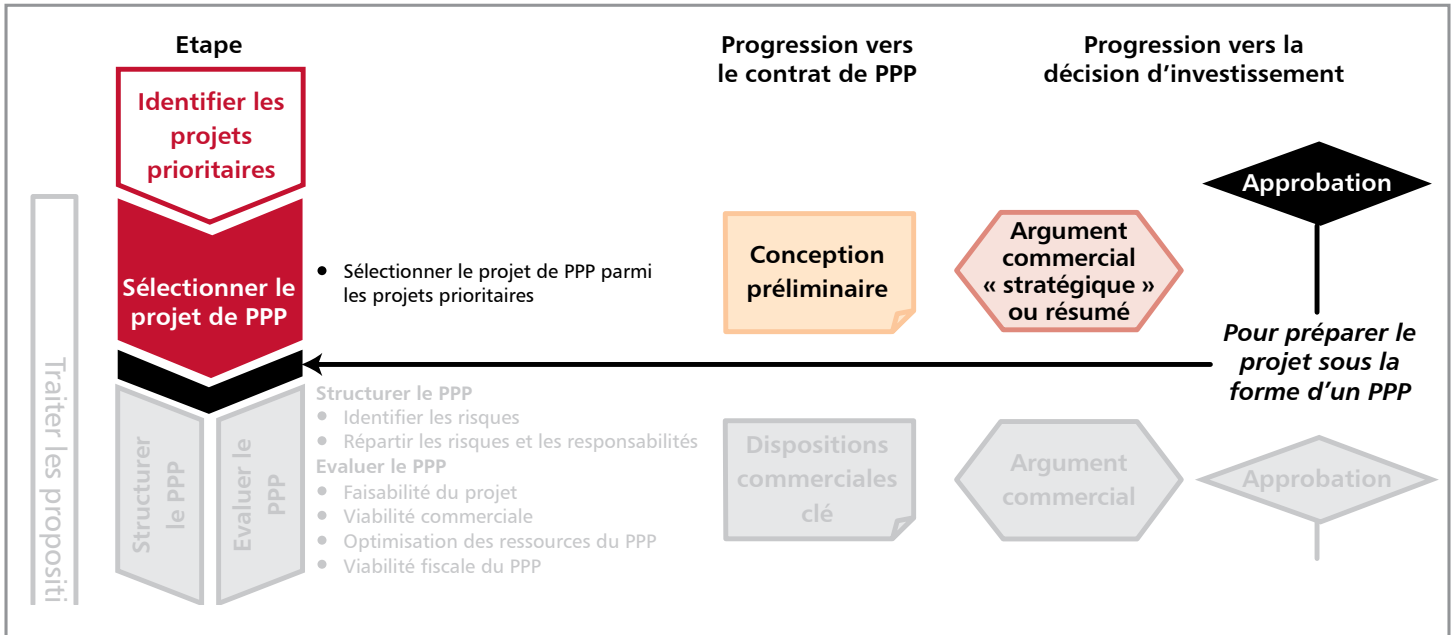 Etape
Progression vers
le contrat de PPP
Progression vers la
décision d'investissement
Identifier les
projets
prioritaires
Approbation
Sélectionner le
projet de PPP
• Sélectionner le projet de PPP parmi
les projets prioritaires
Conception
préliminaire
Argument
commercial
« stratégique »
ou résumé
Pour préparer le
projet sous la
forme d'un PPP
Traiter les propositi
Structurer
le PPP
Evaluer le
PPP
Structurer le PPP
• Identifier les risques
• Répartir les risques et les responsabilités
Evaluer le PPP
• Faisabilité du projet
• Viabilité commerciale
• Optimisation des ressources du PPP
• Viabilité fiscale du PPP
Dispositions
commerciales
clé
Argument
commercial
Approbation